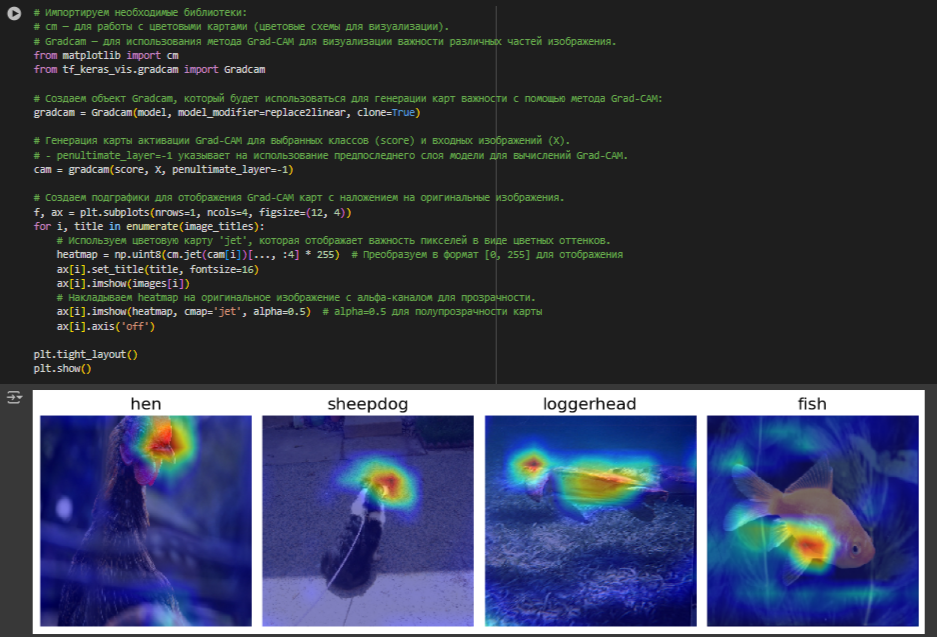 # Импортируем необходимые библиотеки:
# cm — для работы с цветовыми картами (цветовые схемы для визуализации).
# Gradcam — для использования метода Grad-CAM для визуализации важности различных частей изображения.
from matplotlib import cm
from tf_keras_vis.gradcam import Gradcam
# Создаем объект Gradcam, который будет использоваться для генерации карт важности с помощью метода Grad-CAM:
gradcam = Gradcam(model, model_modifier=replace2linear, clone=True)
# Генерация карты активации Grad-CAM для выбранных классов (score) и входных изображений (X).
# - penultimate_layer=-1 указывает на использование предпоследнего слоя модели для вычислений Grad-CAM.
cam = gradcam(score, X, penultimate_layer=-1)
# Создаем подграфики для отображения Grad-CAM карт с наложением на оригинальные изображения.
f, ax = plt.subplots(nrows=1, ncols=4, figsize=(12, 4))
for i, title in enumerate(image_titles):
    # Используем цветовую карту 'jet', которая отображает важность пикселей в виде цветных оттенков.
    heatmap = np.uint8(cm.jet(cam[i])[..., :4] * 255)  # Преобразуем в формат [0, 255] для отображения
    ax[i].set_title(title, fontsize=16)
    ax[i].imshow(images[i])
    # Накладываем heatmap на оригинальное изображение с альфа-каналом для прозрачности.
    ax[i].imshow(heatmap, cmap='jet', alpha=0.5)  # alpha=0.5 для полупрозрачности карты
    ax[i].axis('off')
plt.tight_layout()
plt.show()
hen sheepdog loggerhead fish